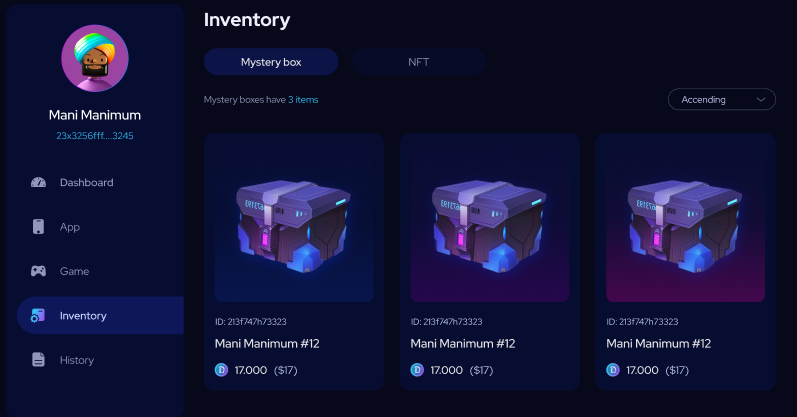 Mani Manimum
23x3256fff....3245
Dashboard
App
Game
Inventory
History
Inventory
Mystery box
NFT
Mystery boxes have 3 items
Accending
ID: 213f747h73323
Mani Manimum #12
17.000 ($17)
ID: 213f747h73323
Mani Manimum #12
17.000 ($17)
ID: 213f747h73323
Mani Manimum #12
17.000 ($17)